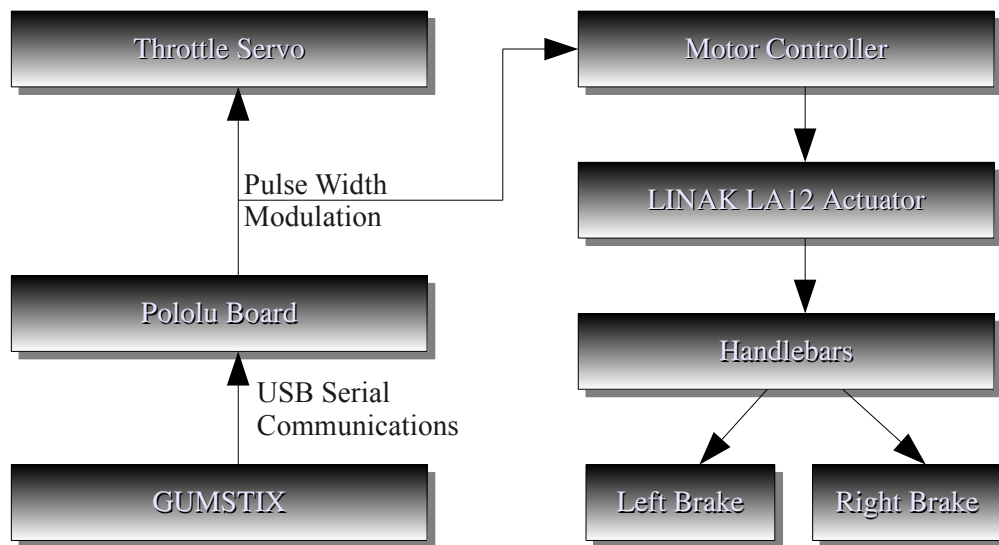 Throttle Servo
Motor Controller
Pulse Width
Modulation
LINAK LA12 Actuator
Pololu Board
Handlebars
USB Serial
Communications
GUMSTIX
Left Brake
Right Brake